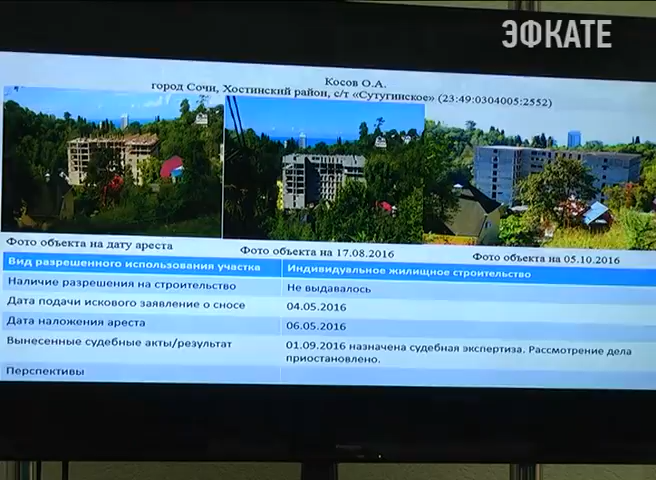 ЭФКАТЕ
Косов О.А.
город Сочи, Хостинский район, с/т «Сутугинское» (23:49:0304005:2552)
Фото объекта на дату ареста
Фото объекта на 17.08.2016
Фото объекта на 05.10.2016
Вид разрешенного использования участка Индивидуальное жилищное строительство
Наличие разрешения на строительство Не выдавалось
Дата подачи искового заявления о сносе 04.05.2016
Дата наложения ареста 06.05.2016
Вынесенные судебные акты/результат 01.09.2016 назначена судебная экспертиза. Рассмотрение дела
приостановлено.
Перспективы